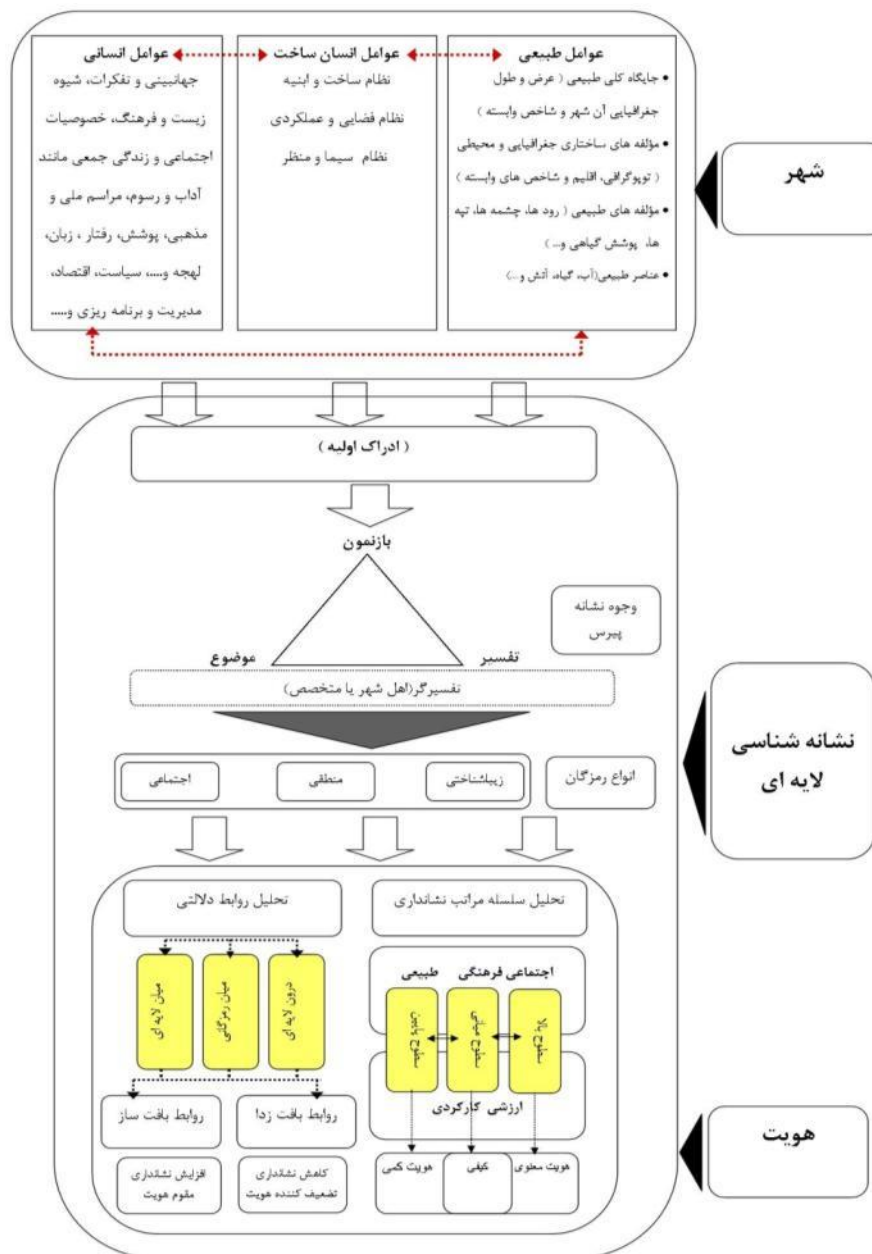 عوامل طبیعی
• جایگاه کلی طبیعی ( عرض و طول
جغرافیایی آن شهر و شاخص وابسته )
• مؤلفه های ساختاری جغرافیایی و محیطی
( توپوگرافی، اقلیم و شاخص های وابسته )
• مؤلفه های طبیعی ( رود ها، چشمه ها، تپه
ها، پوشش گیاهی و... )
• عناصر طبیعی(آب، گیاه، آتش و...)
عوامل انسان ساخت
نظام ساخت و ابنیه
نظام فضایی و عملکردی
نظام سیما و منظر
عوامل انسانی
جهانبینی و تفکرات، شیوه
زیست و فرهنگ، خصوصیات
اجتماعی و زندگی جمعی مانند
آداب و رسوم، مراسم ملی و
مذهبی، پوشش، رفتار ، زبان،
لهجه و....، سیاست، اقتصاد،
مدیریت و برنامه ریزی و.....
شهر
( ادراک اولیه )
بازنمون
وجوه نشانه
پیرس
تفسیر
موضوع
تفسیرگر(اهل شهر یا متخصص)
نشانه شناسی
لایه ای
انواع رمزگان
زیباشناختی
منطقی
اجتماعی
تحلیل سلسله مراتب نشانداری
تحلیل روابط دلالتی
اجتماعی فرهنگی
طبیعی
سطوح بالا
سطوح میانی
سطوح پایین
ارزشی کارکردی
هویت معنوی
کیفی
هویت کمی
درون لایه ای
میان رمزگانی
میان لایه ای
روابط بافت زدا
روابط بافت ساز
کاهش نشانداری
تضعیف کننده هویت
افزایش نشانداری
مقوم هویت
هویت